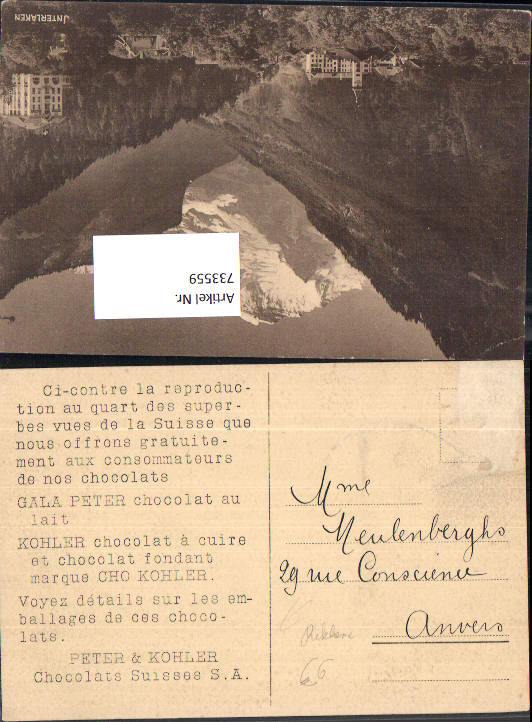 INTERLAKEN
Artikel Nr.
733559
Ci-contre la reproduc-
tion au quart des super-
bes vues de la Suisse que
nous offrons gratuite-
ment aux consommateurs
de nos chocolats
GALA PETER chocolat au
lait
KOHLER chocolat à cuire
et chocolat fondant
marque CHO KOHLER.
Voyez détails sur les em-
ballages de ces choco-
lats.
PETER & KOHLER
Chocolats Suisses S.A.
Mme
Meulenberghs
29 rue Conscience
Anvers